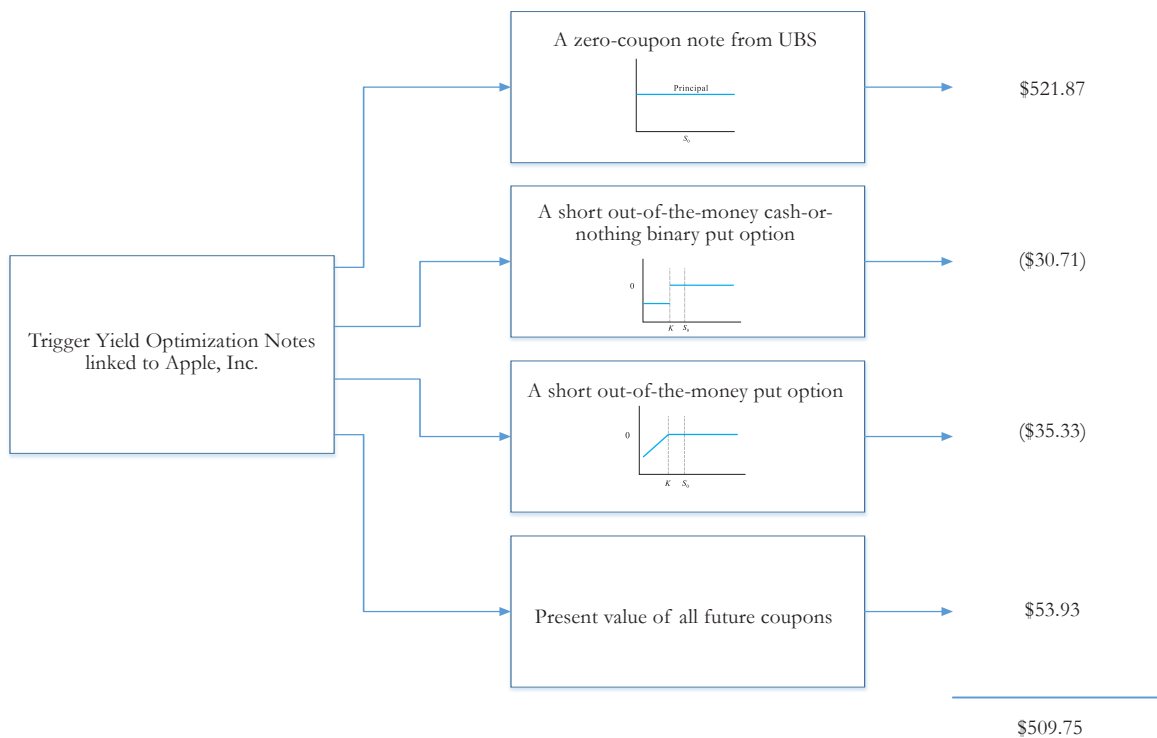 A zero-coupon note from UBS
Principal
S0
$521.87
A short out-of-the-money cash-or-
nothing binary put option
0
K S0
($30.71)
Trigger Yield Optimization Notes
linked to Apple, Inc.
A short out-of-the-money put option
0
K S0
($35.33)
Present value of all future coupons
$53.93
$509.75